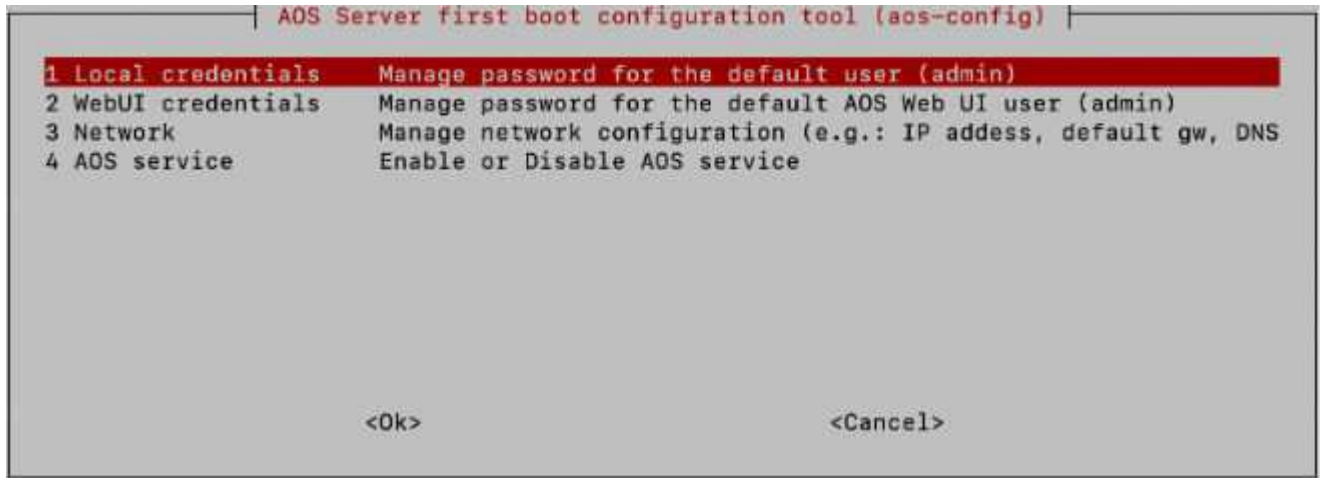 AOS Server first boot configuration tool (aos-config)
1 Local credentials Manage password for the default user (admin)
2 WebUI credentials Manage password for the default AOS Web UI user (admin)
3 Network Manage network configuration (e.g.: IP addess, default gw, DNS
4 AOS service Enable or Disable AOS service
<Ok> <Cancel>